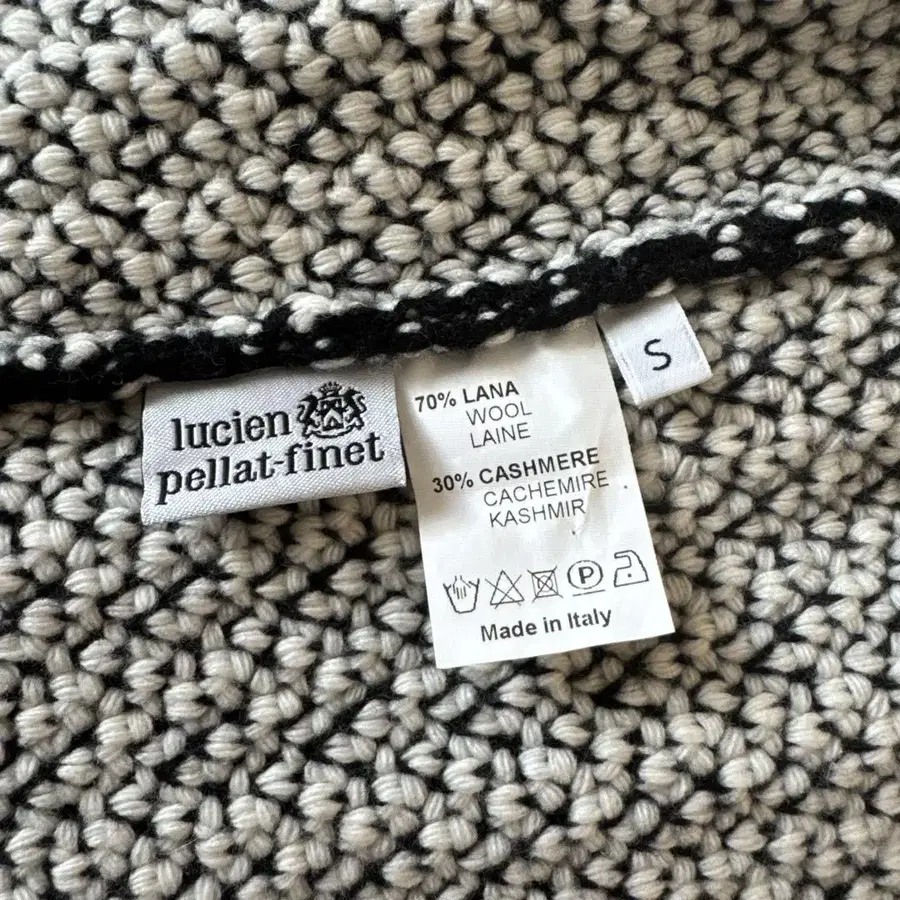 lucien
pellat-finet
70% LANA
WOOL
LAINE
30% CASHMERE
CACHEMIRE
KASHMIR
P
Made in Italy
S